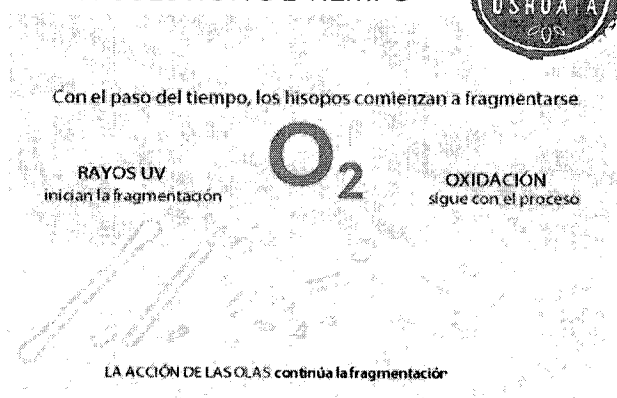 USHUAIA
Con el paso del tiempo, los hisopos comienzan a fragmentarse
O2
RAYOS UV
inician la fragmentación
OXIDACIÓN
sigue con el proceso
LA ACCIÓN DE LAS OLAS continúa la fragmentación